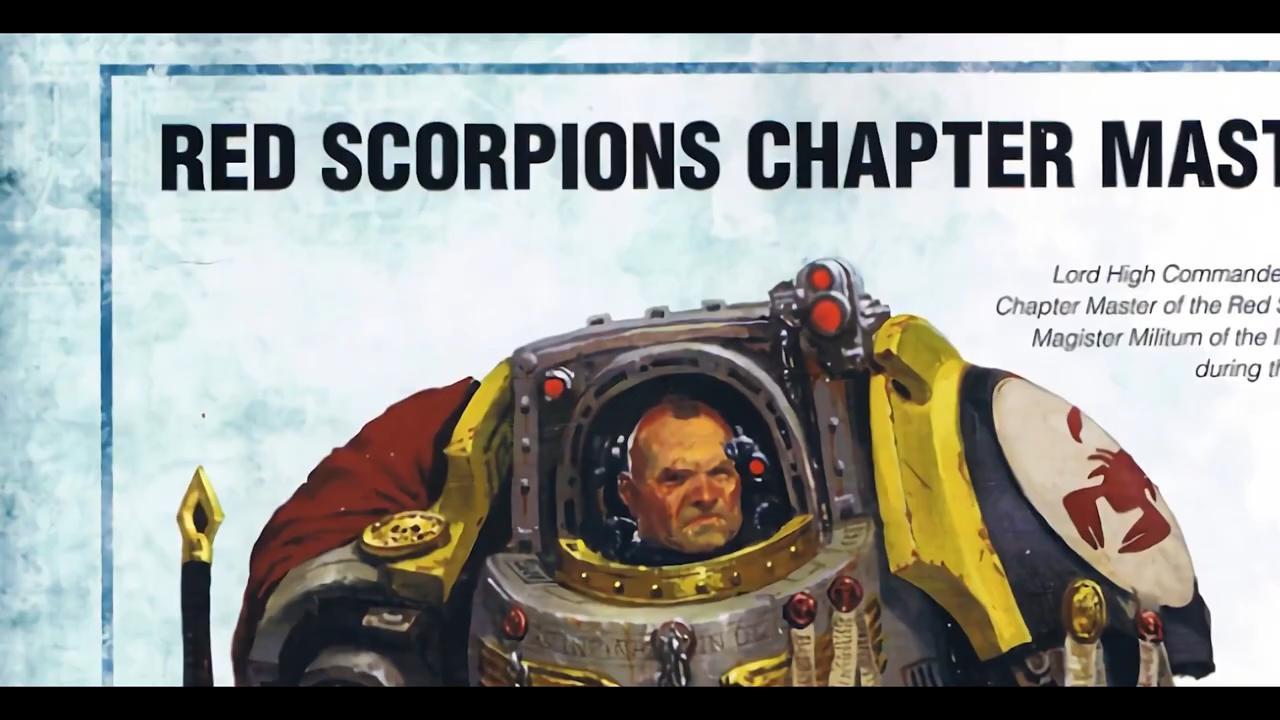 RED SCORPIONS CHAPTER MAST
Lord High Commande
Chapter Master of the Red S
Magister Militum of the I
during th